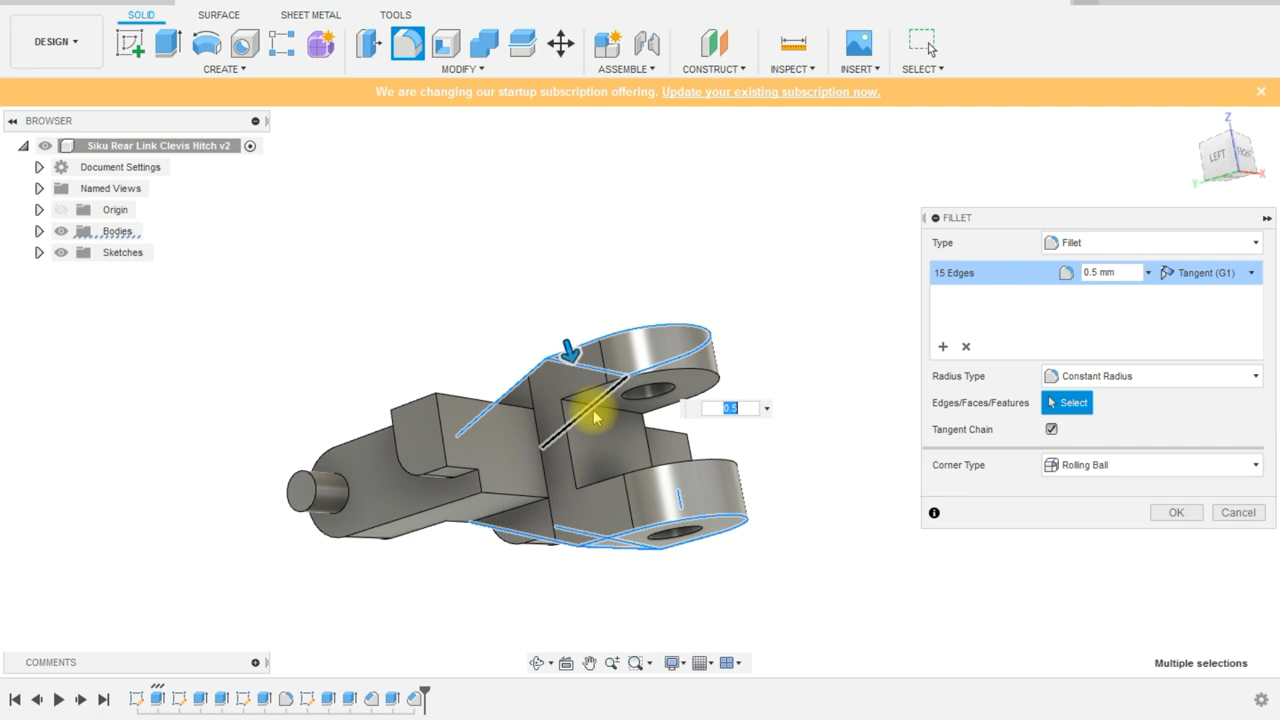 SOLID SURFACE SHEET METAL TOOLS
DESIGN
CREATE MODIFY ASSEMBLE CONSTRUCT INSPECT INSERT SELECT
We are changing our startup subscription offering. Update your existing subscription now.
BROWSER
Siku Rear Link Clevis Hitch v2
Document Settings
Named Views
Origin
Bodies
Sketches
Z
LEFT
X
Y
FILLET
Type Fillet
15 Edges 0.5 mm Tangent (G1)
Radius Type Constant Radius
Edges/Faces/Features Select
Tangent Chain
Corner Type Rolling Ball
OK Cancel
0.5
COMMENTS
Multiple selections